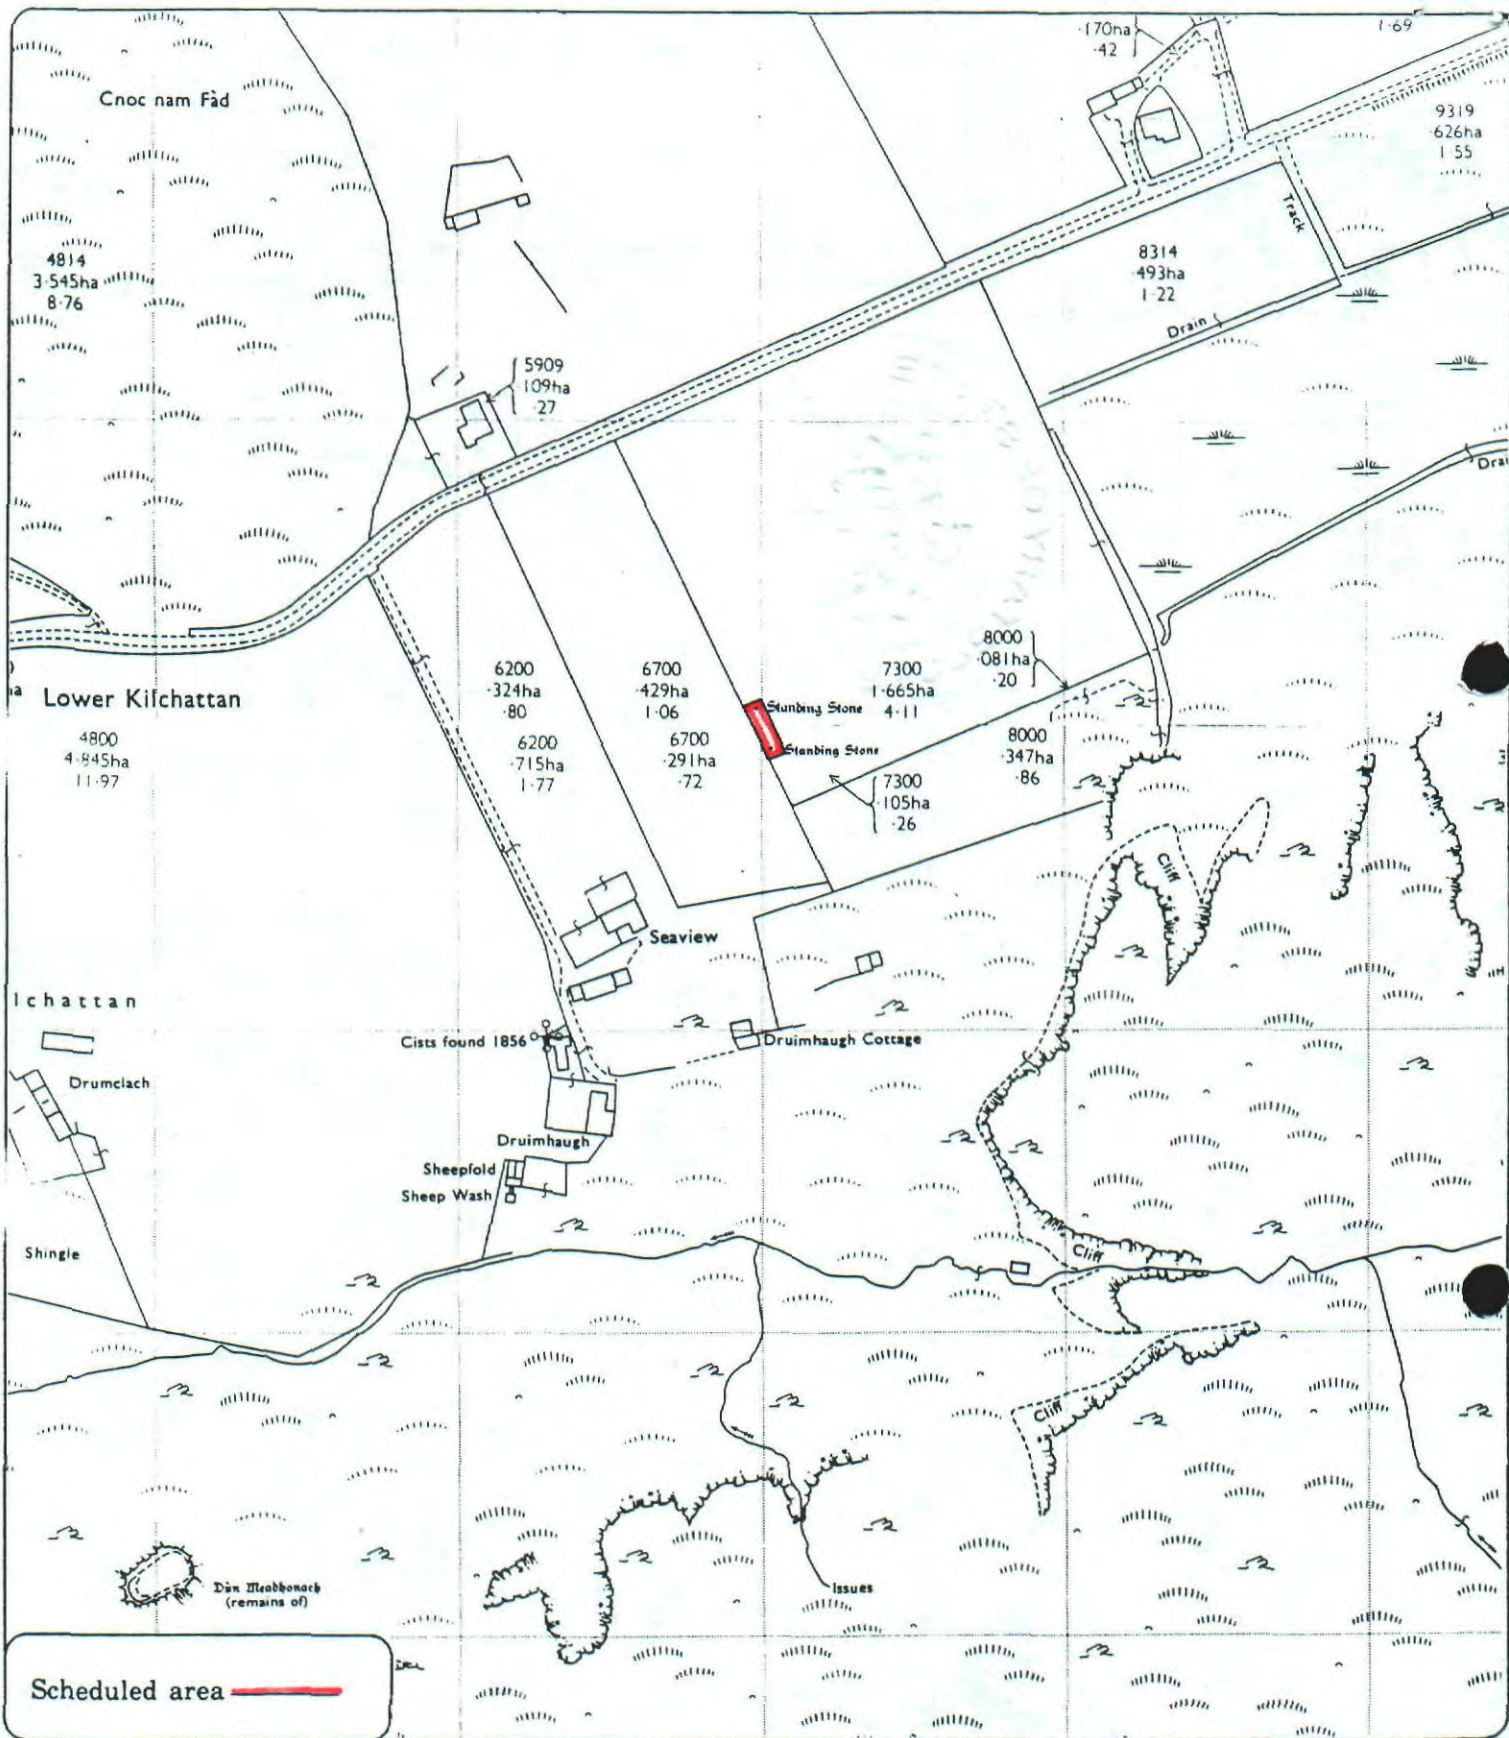 ·170ha
·42
1·69
Cnoc nam Fàd
9319
·626ha
1·55
Track
4814
3·545ha
8·76
8314
·493ha
1·22
Drain
5909
·109ha
·27
8000
·081ha
·20
6200
·324ha
·80
6700
·429ha
1·06
7300
1·665ha
4·11
Lower Kilchattan
Standing Stone
4800
4·845ha
11·97
6200
·715ha
1·77
6700
·291ha
·72
Standing Stone
8000
·347ha
·86
7300
·105ha
·26
Cliff
Seaview
lchattan
Cists found 1856
Druimhaugh Cottage
Drumclach
Druimhaugh
Sheepfold
Sheep Wash
Shingle
Cliff
Cliff
Issues
Dùn Meadhonach
(remains of)
Scheduled area